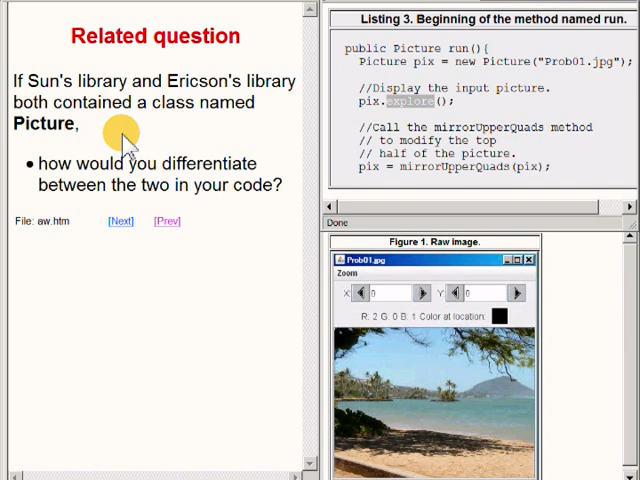 Related question
If Sun's library and Ericson's library
both contained a class named
Picture,
• how would you differentiate
between the two in your code?
File: aw.htm [Next] [Prev]
Listing 3. Beginning of the method named run.
public Picture run(){
Picture pix = new Picture("Prob01.jpg");
//Display the input picture.
pix.explore();
//Call the mirrorUpperQuads method
// to modify the top
// half of the picture.
pix = mirrorUpperQuads(pix);
Done
Figure 1. Raw image.
Prob01.jpg
Zoom
X: 0 Y: 0
R: 2 G: 0 B: 1 Color at location: